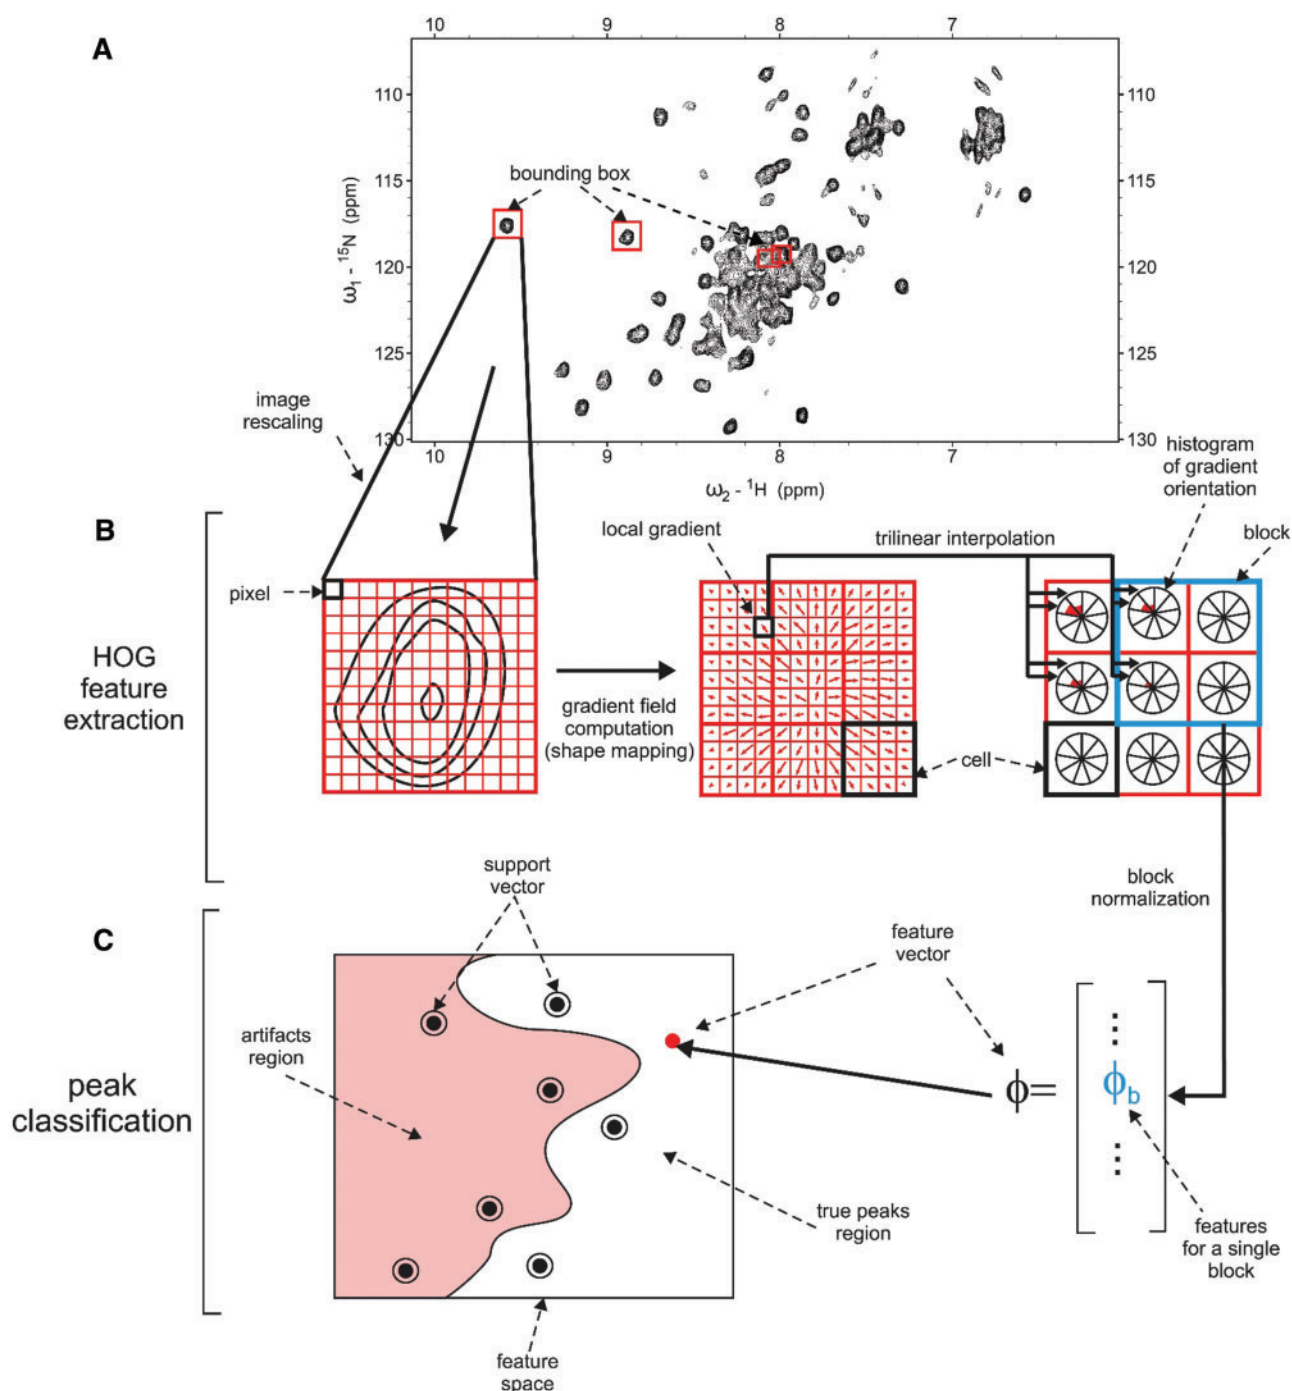 A
10
9
8
7
110
115
120
125
130
110
115
120
125
130
ω1 - 15N (ppm)
bounding box
10
9
8
7
ω2 - 1H (ppm)
image
rescaling
B
HOG
feature
extraction
pixel
gradient field
computation
(shape mapping)
local gradient
trilinear interpolation
histogram
of gradient
orientation
block
cell
block
normalization
C
peak
classification
support
vector
artifacts
region
feature
vector
true peaks
region
feature
space
ϕ=
...
ϕb
...
features
for a single
block